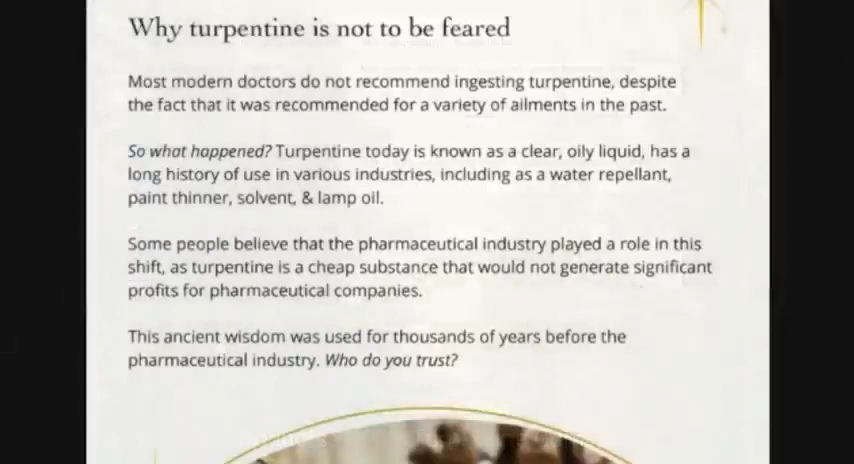 Why turpentine is not to be feared
Most modern doctors do not recommend ingesting turpentine, despite
the fact that it was recommended for a variety of ailments in the past.
So what happened? Turpentine today is known as a clear, oily liquid, has a
long history of use in various industries, including as a water repellant,
paint thinner, solvent, & lamp oil.
Some people believe that the pharmaceutical industry played a role in this
shift, as turpentine is a cheap substance that would not generate significant
profits for pharmaceutical companies.
This ancient wisdom was used for thousands of years before the
pharmaceutical industry. Who do you trust?